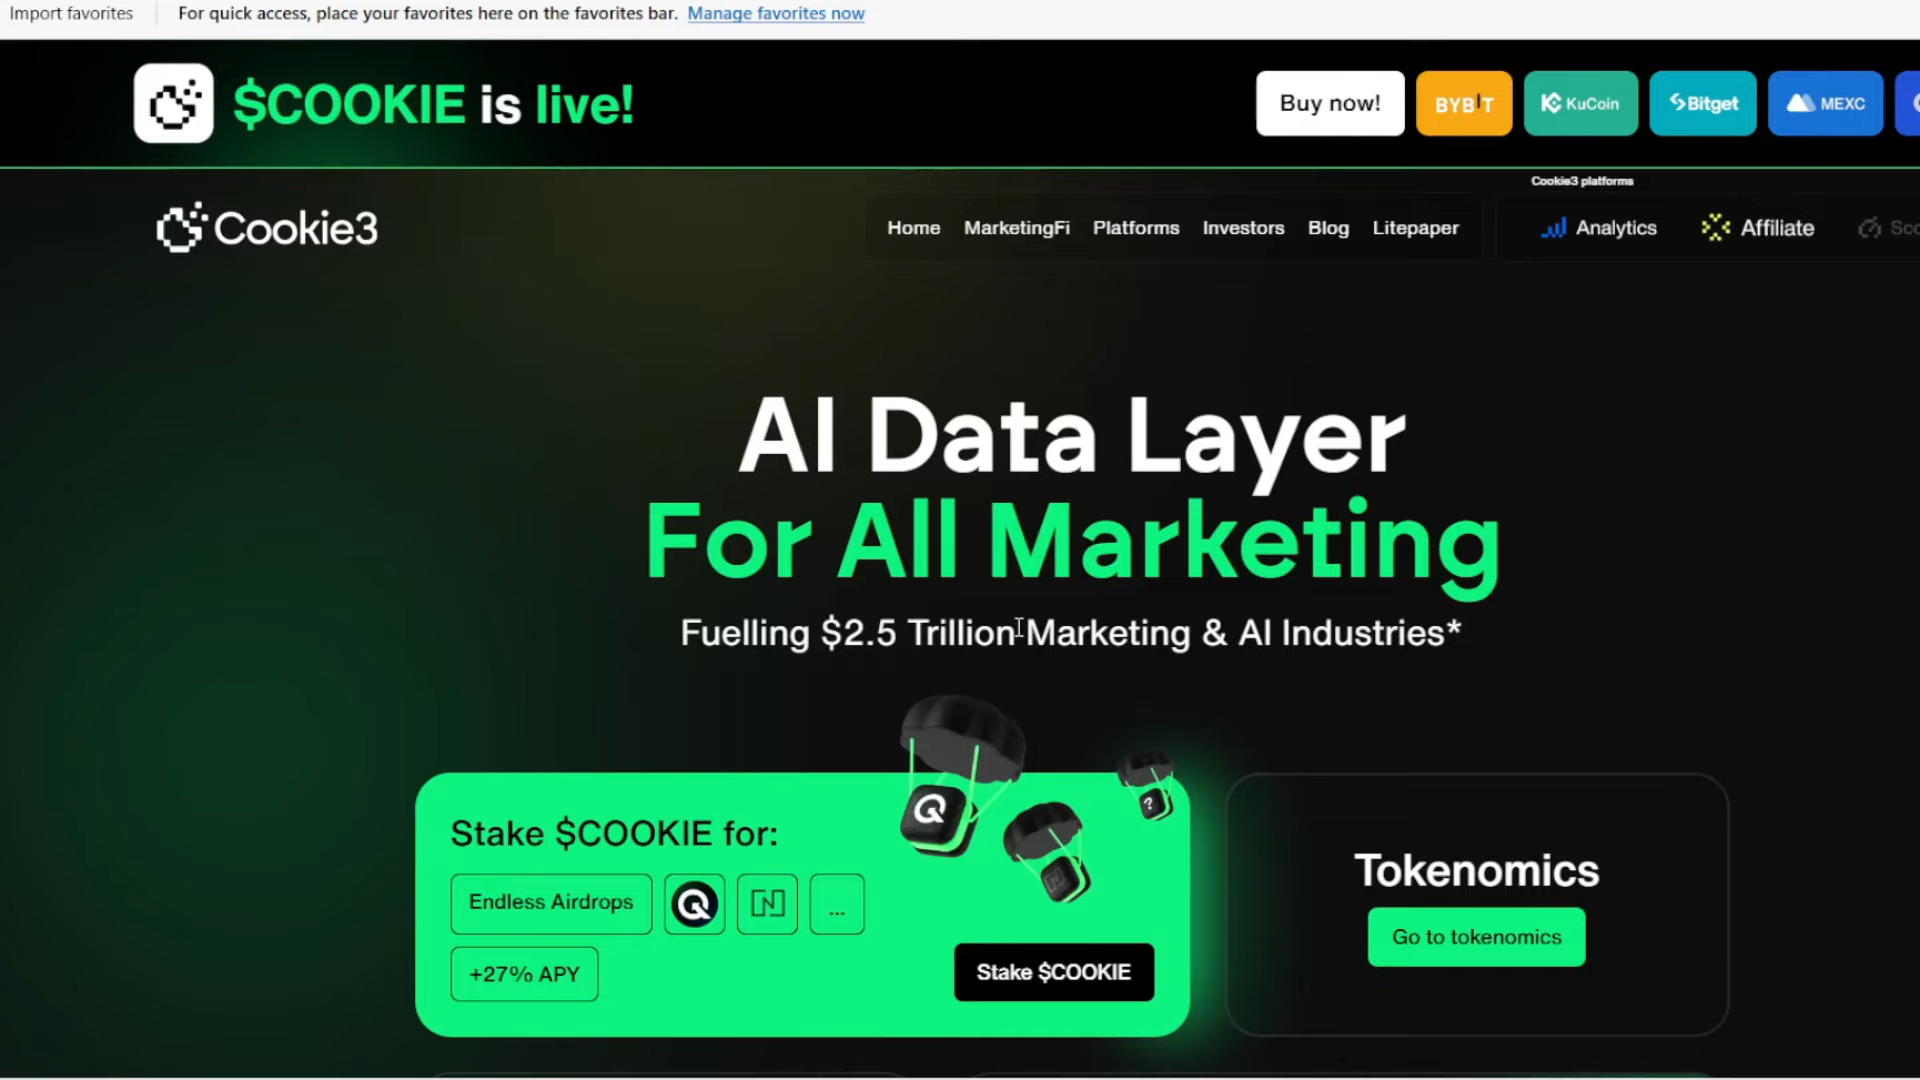 Import favorites For quick access, place your favorites here on the favorites bar. Manage favorites now
$COOKIE is live! Buy now! BYBIT KuCoin Bitget MEXC
Cookie3 platforms
Cookie3 Home MarketingFi Platforms Investors Blog Litepaper Analytics Affiliate
AI Data Layer
For All Marketing
Fuelling $2.5 Trillion Marketing & AI Industries*
Stake $COOKIE for:
Endless Airdrops ...
+27% APY
Stake $COOKIE
Tokenomics
Go to tokenomics